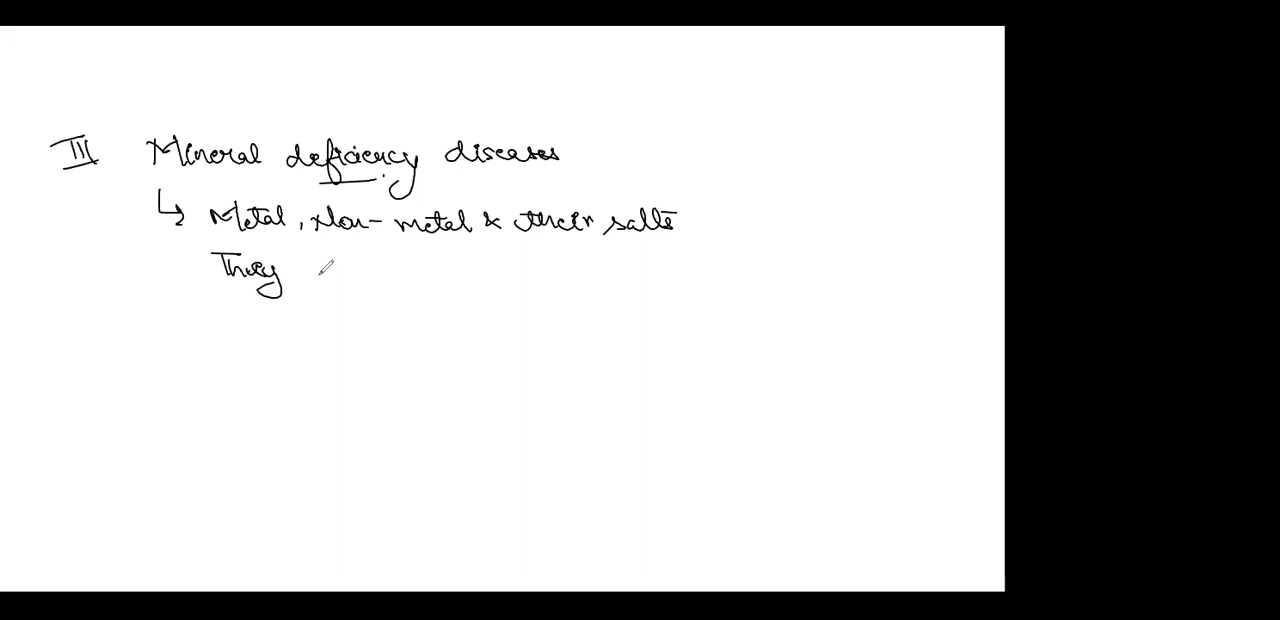 III Mineral deficiency diseases
↳ Metal, Non-metal & their salts
They